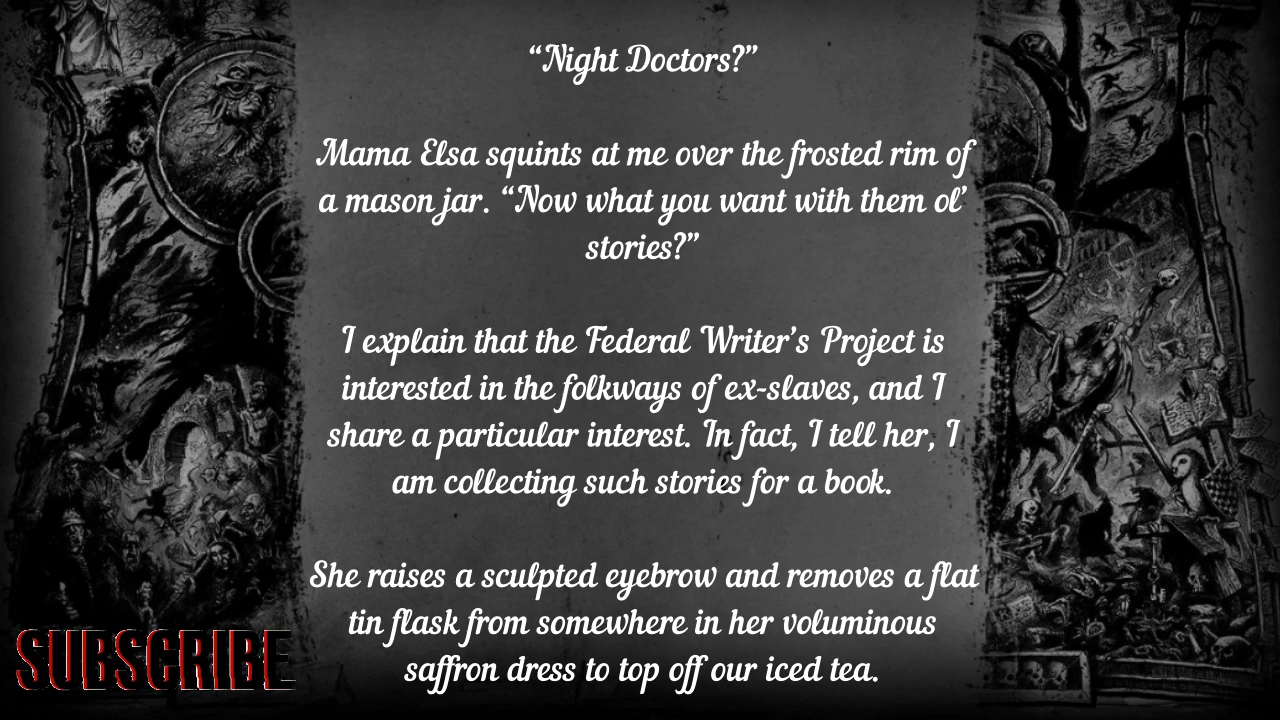 “Night Doctors?”
Mama Elsa squints at me over the frosted rim of
a mason jar. “Now what you want with them ol’
stories?”
I explain that the Federal Writer’s Project is
interested in the folkways of ex-slaves, and I
share a particular interest. In fact, I tell her, I
am collecting such stories for a book.
She raises a sculpted eyebrow and removes a flat
tin flask from somewhere in her voluminous
saffron dress to top off our iced tea.
SUBSCRIBE